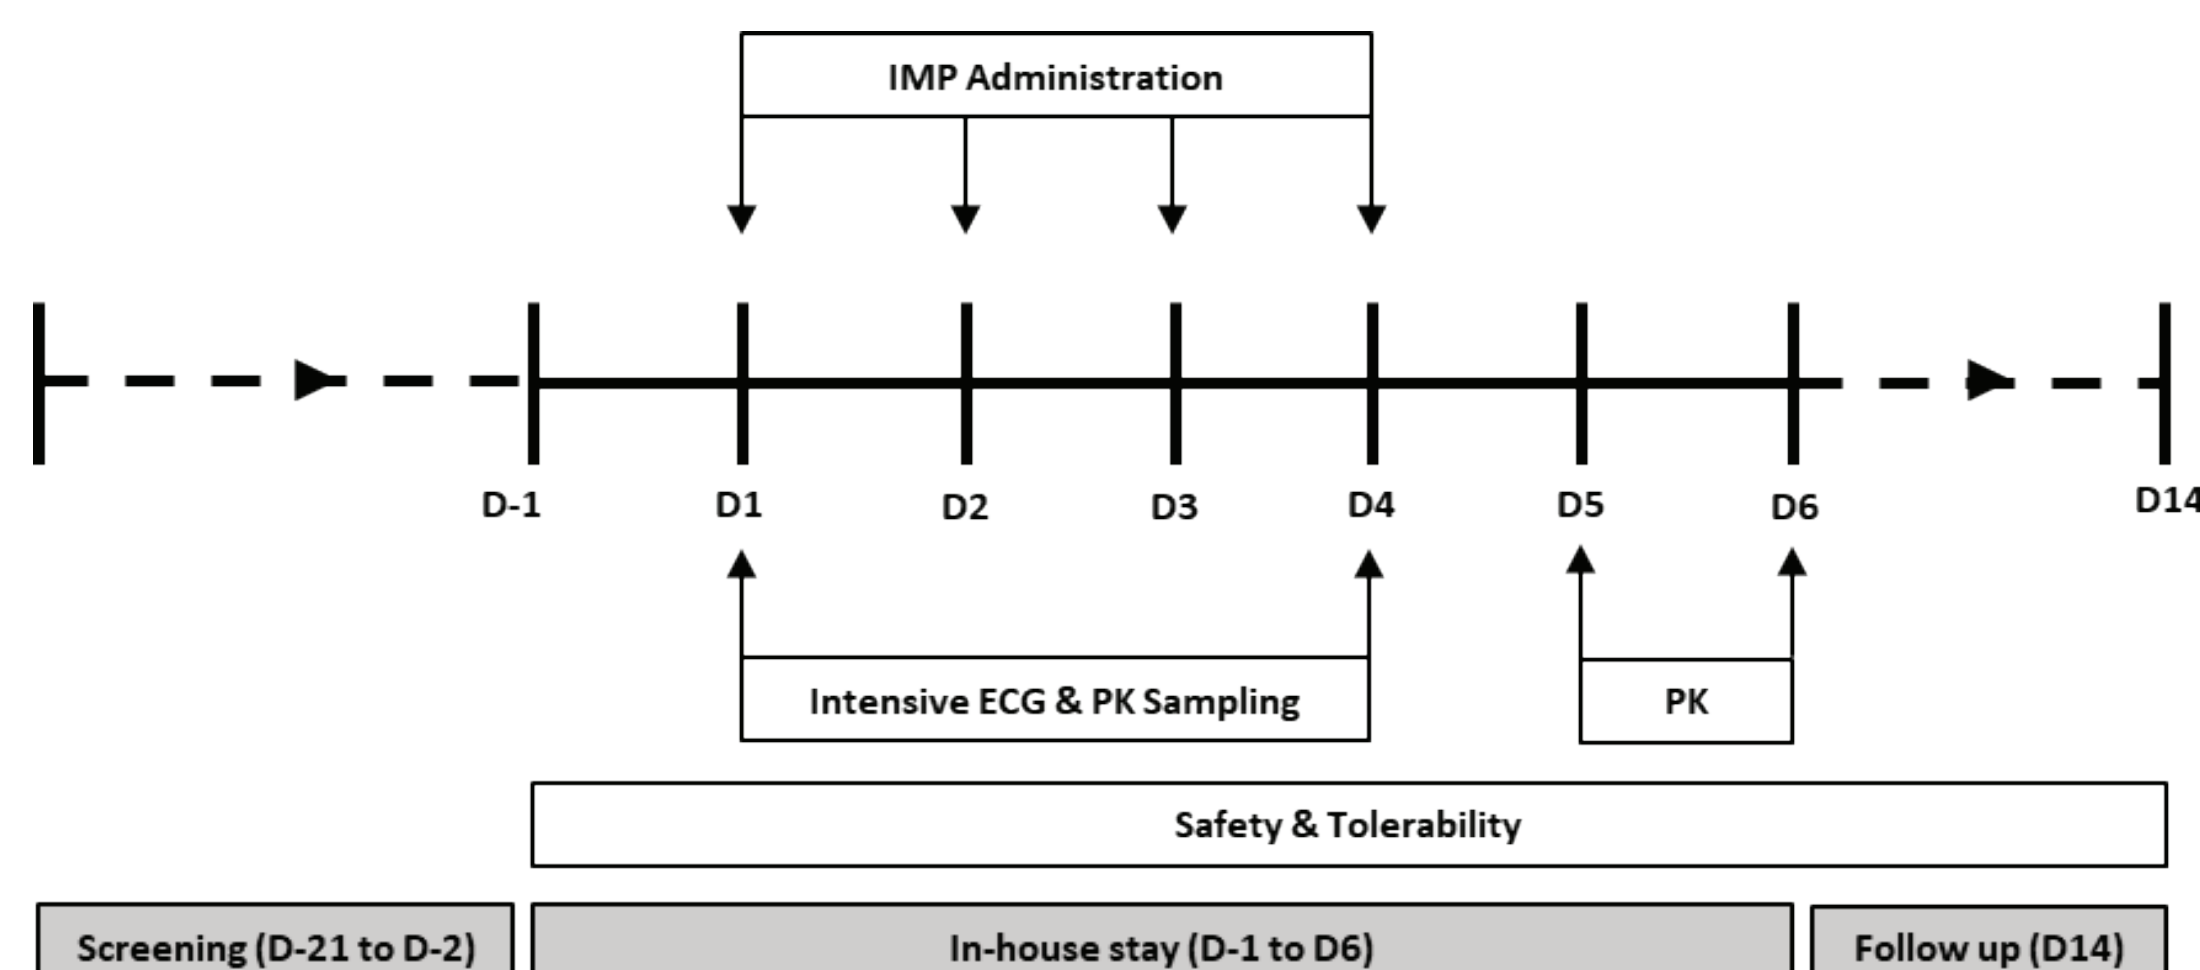 IMP Administration
D-1 D1 D2 D3 D4 D5 D6 D14
Intensive ECG & PK Sampling
PK
Safety & Tolerability
Screening (D-21 to D-2)
In-house stay (D-1 to D6)
Follow up (D14)